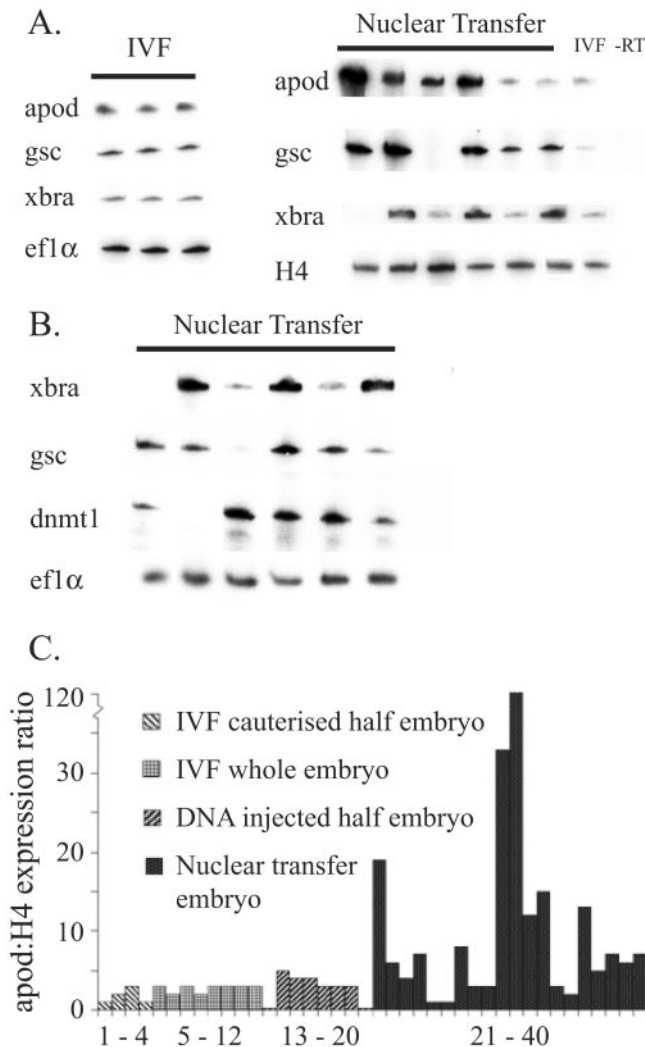 A.
IVF
apod
gsc
xbra
ef1α
Nuclear Transfer
IVF -RT
apod
gsc
xbra
H4
B.
Nuclear Transfer
xbra
gsc
dnmt1
ef1α
C.
apod:H4 expression ratio
120
30
20
10
0
IVF cauterised half embryo
IVF whole embryo
DNA injected half embryo
Nuclear transfer
embryo
1 - 4 5 - 12 13 - 20 21 - 40